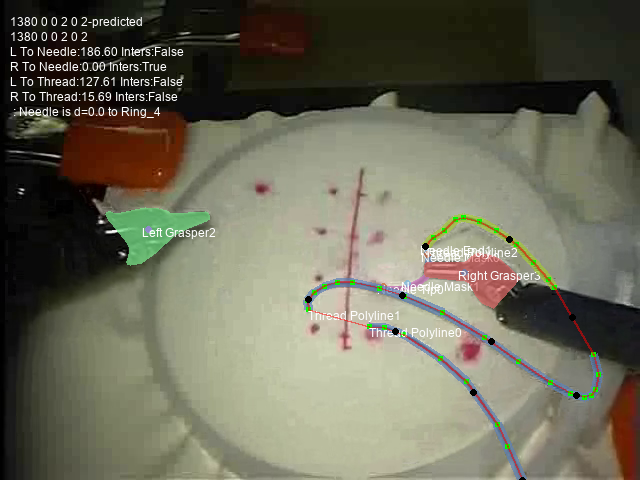 1380 0 0 2 0 2-predicted
1380 0 0 2 0 2
L To Needle:186.60 Inters:False
R To Needle:0.00 Inters:True
L To Thread:127.61 Inters:False
R To Thread:15.69 Inters:False
: Needle is d=0.0 to Ring_4
Left Grasper2
Right Grasper3
Needle Mask1
Thread Polyline1
Thread Polyline0